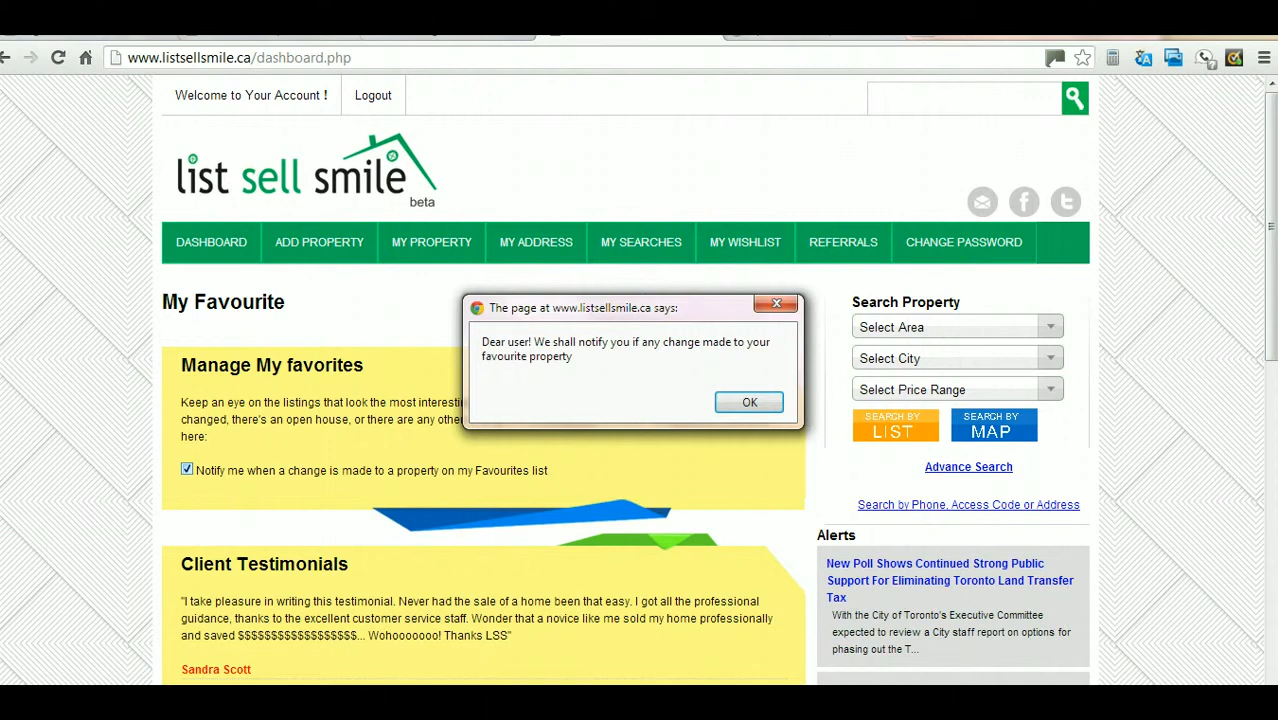 www.listsellsmile.ca/dashboard.php
Welcome to Your Account !
Logout
list sell smile
beta
DASHBOARD
ADD PROPERTY
MY PROPERTY
MY ADDRESS
MY SEARCHES
MY WISHLIST
REFERRALS
CHANGE PASSWORD
My Favourite
Manage My favorites
Keep an eye on the listings that look the most interesti
changed, there's an open house, or there are any othe
here:
Notify me when a change is made to a property on my Favourites list
The page at www.listsellsmile.ca says:
Dear user! We shall notify you if any change made to your
favourite property
OK
Client Testimonials
"I take pleasure in writing this testimonial. Never had the sale of a home been that easy. I got all the professional
guidance, thanks to the excellent customer service staff. Wonder that a novice like me sold my home professionally
and saved $$$$$$$$$$$$$$$$$$$... Wohooooooo! Thanks LSS"
Sandra Scott
Search Property
Select Area
Select City
Select Price Range
SEARCH BY
LIST
SEARCH BY
MAP
Advance Search
Search by Phone, Access Code or Address
Alerts
New Poll Shows Continued Strong Public
Support For Eliminating Toronto Land Transfer
Tax
With the City of Toronto's Executive Committee
expected to review a City staff report on options for
phasing out the T...